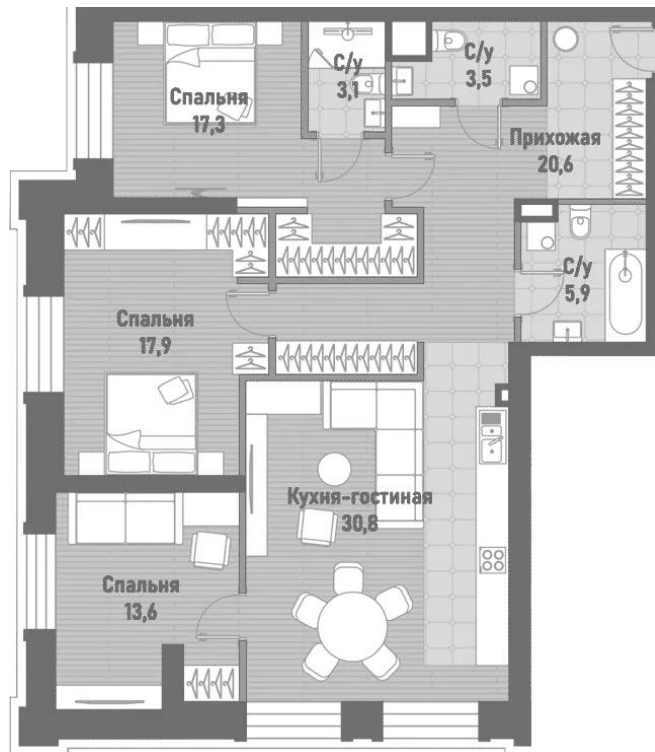 С/у
3,1
С/у
3,5
Спальня
17,3
Прихожая
20,6
С/у
5,9
Спальня
17,9
Кухня-гостиная
30,8
Спальня
13,6